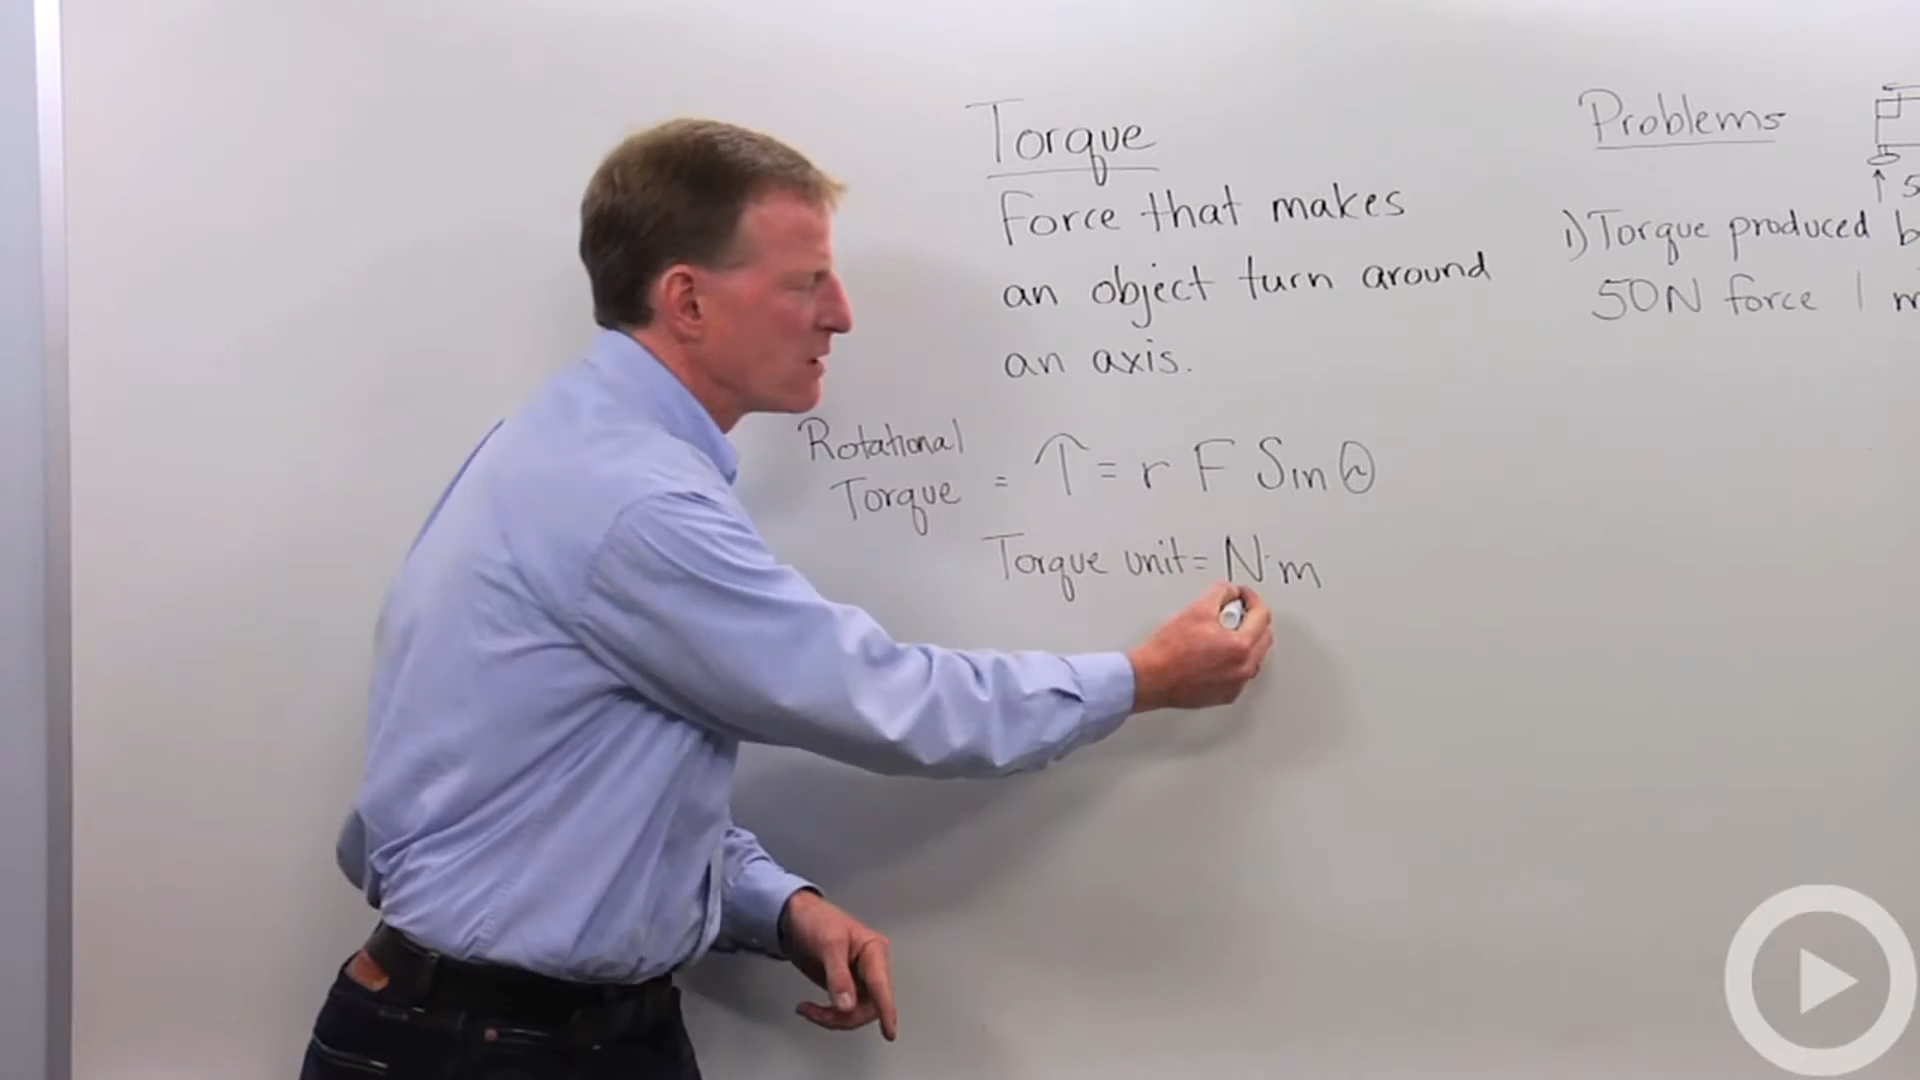 Torque
Force that makes
an object turn around
an axis.
Rotational
Torque = τ = r F Sin Θ
Torque unit = N·m
Problems
↑ 5
1) Torque produced b
50N force 1 m